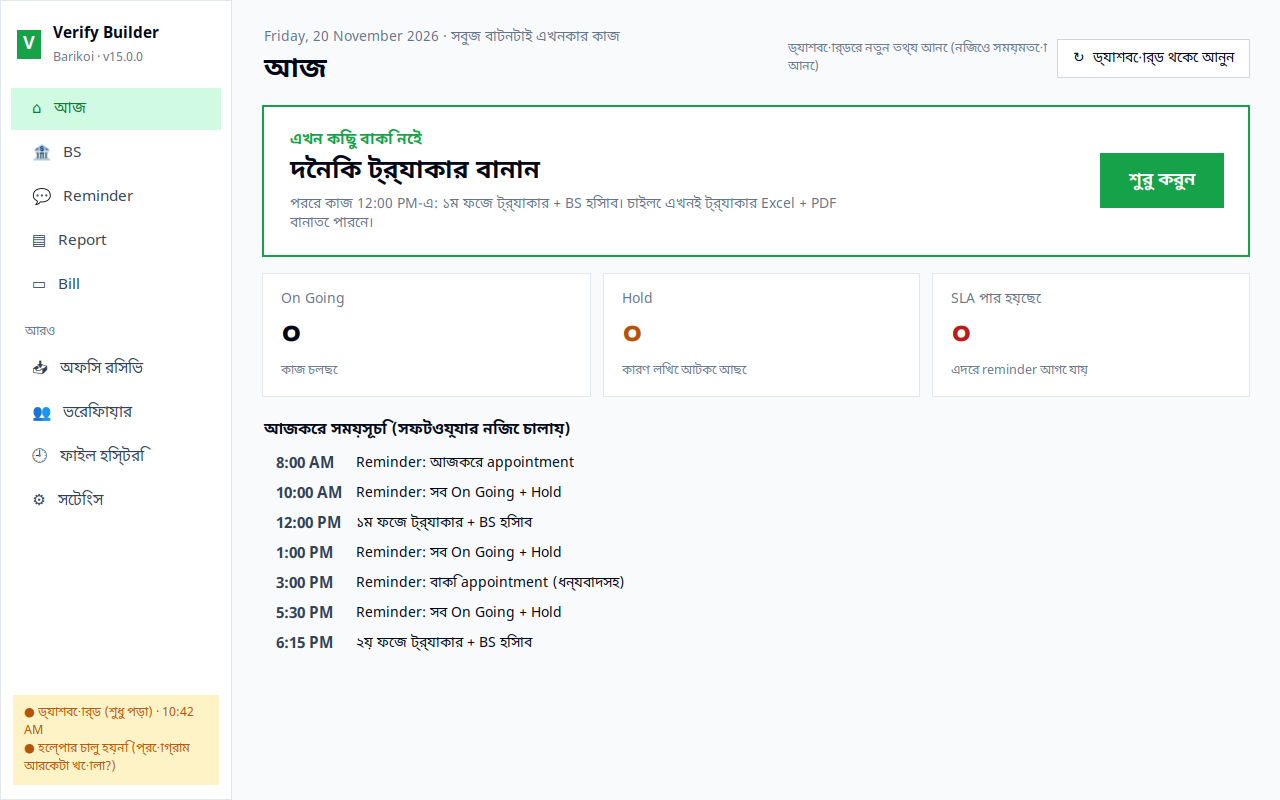 V
Verify Builder
Barikoi · v15.0.0
আজ
BS
Reminder
Report
Bill
আরও
অফিস রিসিভ
ভেরিফায়ার
ফাইল হিস্টরি
সেটিংস
● ড্যাশবোর্ড (শুধু পড়া) · 10:42
AM
● হেল্পার চালু হয়নি (প্রোগ্রাম
আরেকটা খোলা?)
Friday, 20 November 2026 · সবুজ বাটনটাই এখনকার কাজ
আজ
ড্যাশবোর্ডের নতুন তথ্য আনে (নিজেও সময়মতো
আনে)
↻ ড্যাশবোর্ড থেকে আনুন
এখন কিছু বাকি নেই
দৈনিক ট্র্যাকার বানান
পরের কাজ 12:00 PM-এ: ১ম ফেজ ট্র্যাকার + BS হিসাব। চাইলে এখনই ট্র্যাকার Excel + PDF
বানাতে পারেন।
শুরু করুন
On Going
০
কাজ চলছে
Hold
০
কারণ লিখে আটকে আছে
SLA পার হয়েছে
০
এদের reminder আগে যায়
আজকের সময়সূচি (সফটওয়্যার নিজে চালায়)
8:00 AM Reminder: আজকের appointment
10:00 AM Reminder: সব On Going + Hold
12:00 PM ১ম ফেজ ট্র্যাকার + BS হিসাব
1:00 PM Reminder: সব On Going + Hold
3:00 PM Reminder: বাকি appointment (ধন্যবাদসহ)
5:30 PM Reminder: সব On Going + Hold
6:15 PM ২য় ফেজ ট্র্যাকার + BS হিসাব